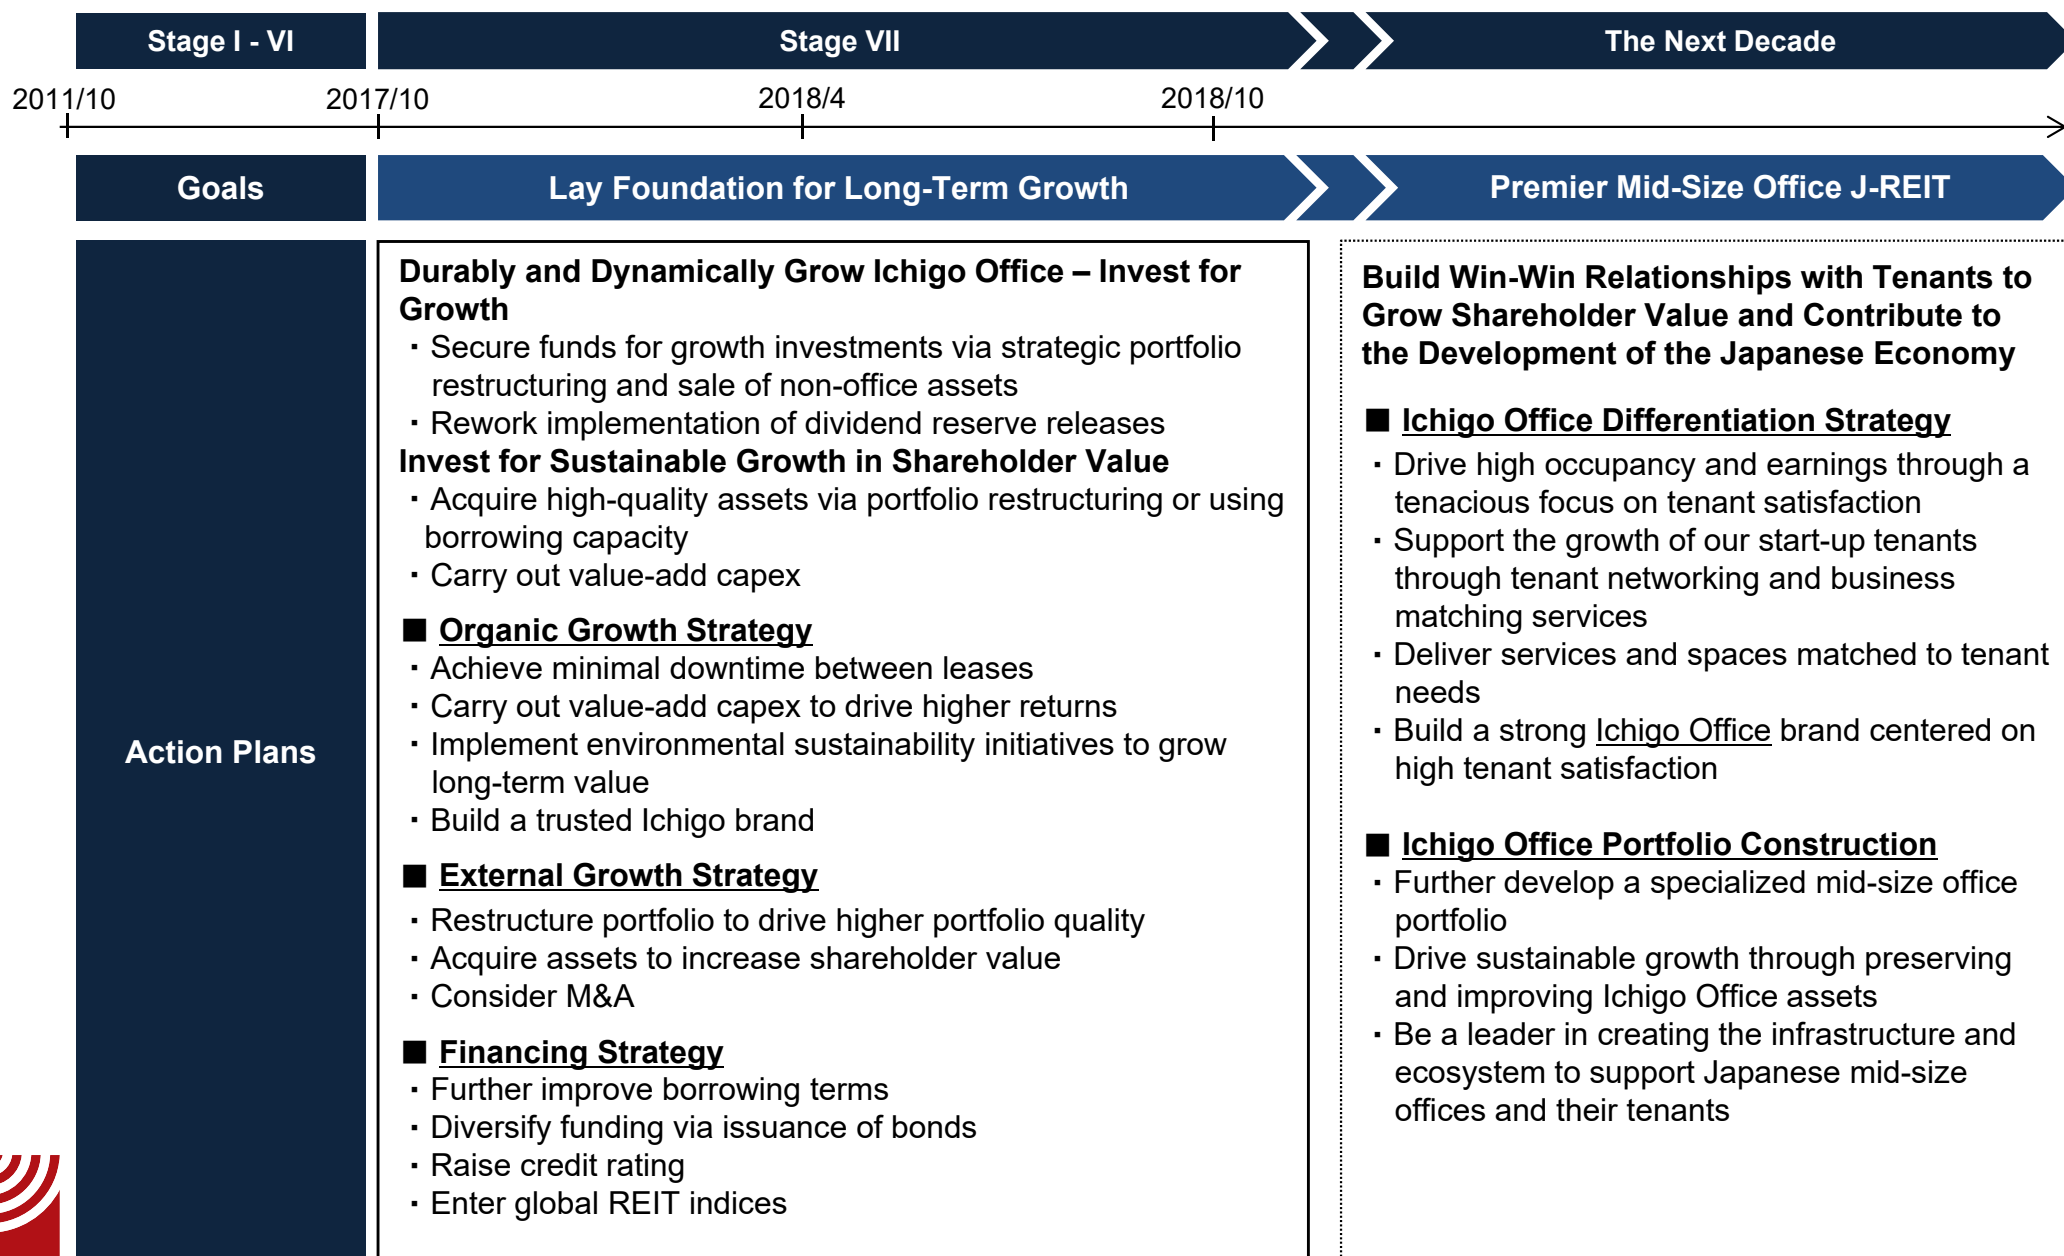 Stage I - VI
Stage VII
The Next Decade
2011/10
2017/10
2018/4
2018/10
Goals
Lay Foundation for Long-Term Growth
Premier Mid-Size Office J-REIT
Action Plans
Durably and Dynamically Grow Ichigo Office – Invest for
Growth
・Secure funds for growth investments via strategic portfolio
restructuring and sale of non-office assets
・Rework implementation of dividend reserve releases
Invest for Sustainable Growth in Shareholder Value
・Acquire high-quality assets via portfolio restructuring or using
borrowing capacity
・Carry out value-add capex
■ Organic Growth Strategy
・Achieve minimal downtime between leases
・Carry out value-add capex to drive higher returns
・Implement environmental sustainability initiatives to grow
long-term value
・Build a trusted Ichigo brand
■ External Growth Strategy
・Restructure portfolio to drive higher portfolio quality
・Acquire assets to increase shareholder value
・Consider M&A
■ Financing Strategy
・Further improve borrowing terms
・Diversify funding via issuance of bonds
・Raise credit rating
・Enter global REIT indices
Build Win-Win Relationships with Tenants to
Grow Shareholder Value and Contribute to
the Development of the Japanese Economy
■ Ichigo Office Differentiation Strategy
・Drive high occupancy and earnings through a
tenacious focus on tenant satisfaction
・Support the growth of our start-up tenants
through tenant networking and business
matching services
・Deliver services and spaces matched to tenant
needs
・Build a strong Ichigo Office brand centered on
high tenant satisfaction
■ Ichigo Office Portfolio Construction
・Further develop a specialized mid-size office
portfolio
・Drive sustainable growth through preserving
and improving Ichigo Office assets
・Be a leader in creating the infrastructure and
ecosystem to support Japanese mid-size
offices and their tenants